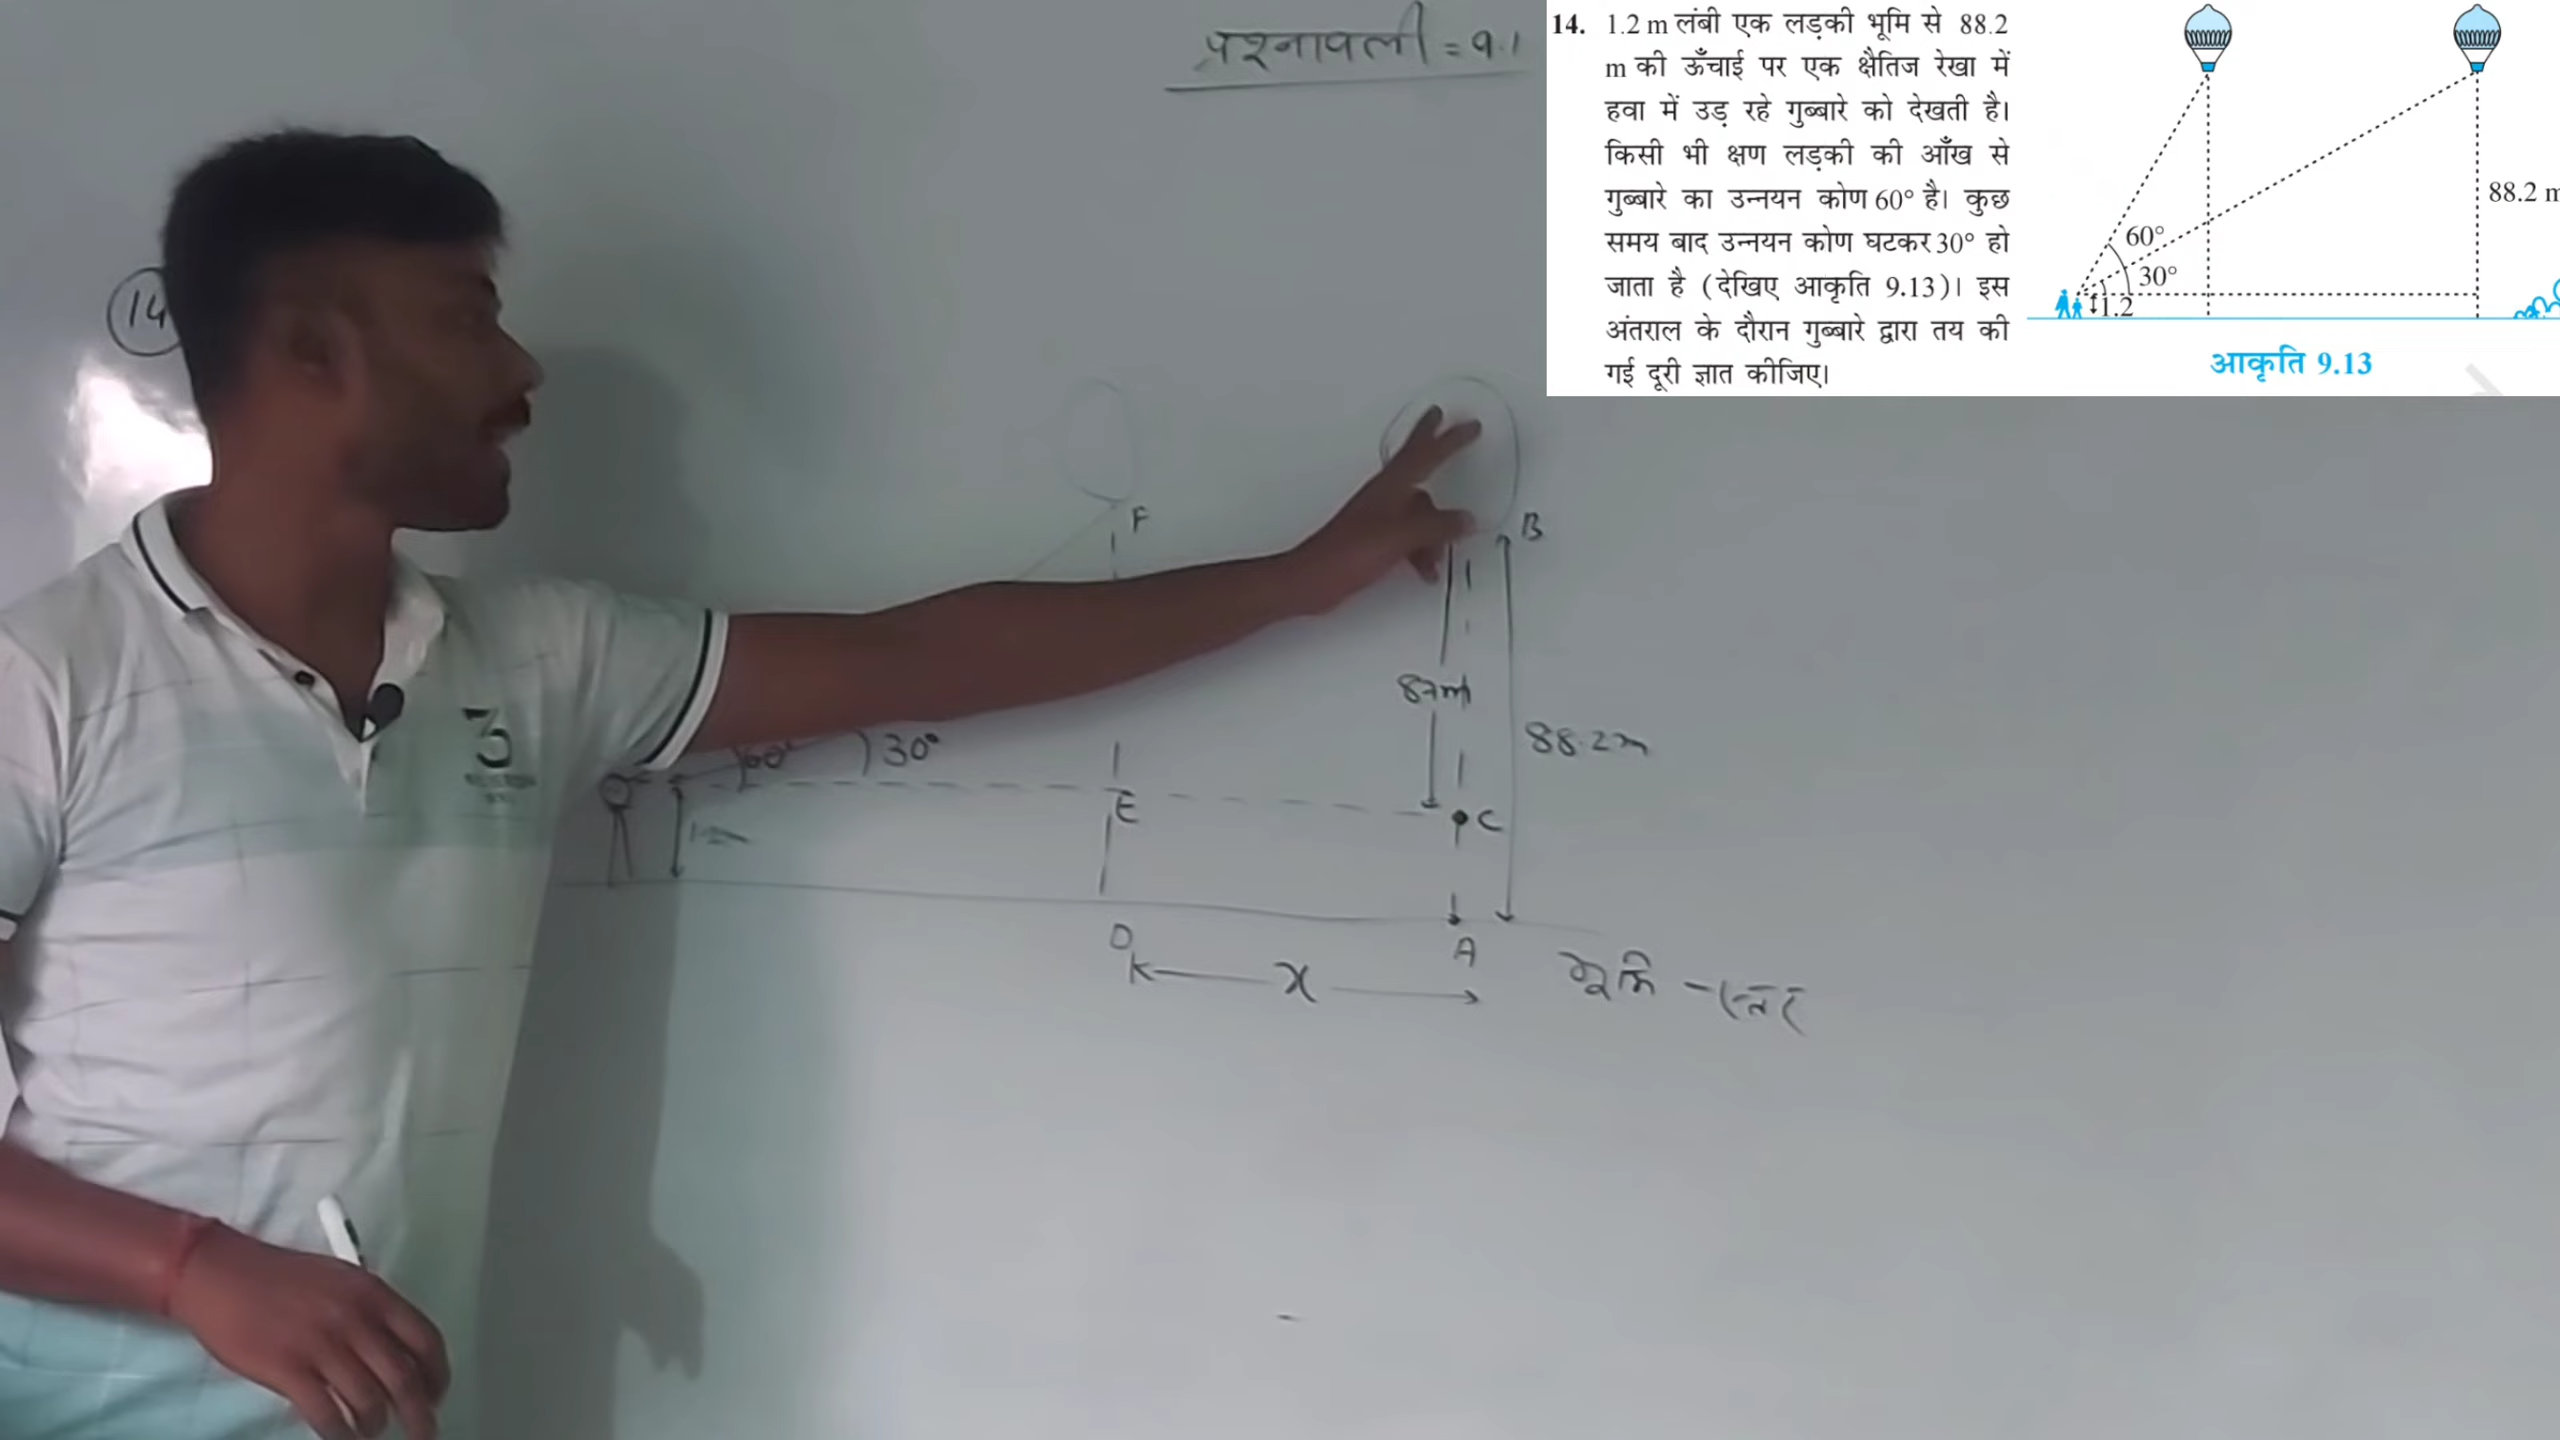 प्रश्नावली = 9.1
14. 1.2 m लंबी एक लड़की भूमि से 88.2
m की ऊँचाई पर एक क्षैतिज रेखा में
हवा में उड़ रहे गुब्बारे को देखती है।
किसी भी क्षण लड़की की आँख से
गुब्बारे का उन्नयन कोण 60° है। कुछ
समय बाद उन्नयन कोण घटकर 30° हो
जाता है (देखिए आकृति 9.13)। इस
अंतराल के दौरान गुब्बारे द्वारा तय की
गई दूरी ज्ञात कीजिए।
88.2 m
60°
30°
1.2
आकृति 9.13
14
F
B
87m
88.2m
60°
30°
E
C
D
A
x
भूमि - स्तर
3